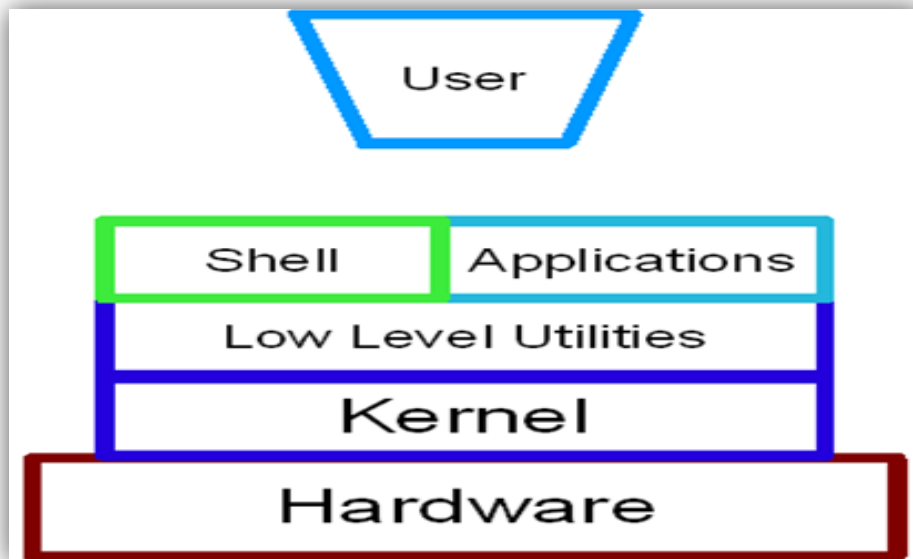 User
Shell Applications
Low Level Utilities
Kernel
Hardware